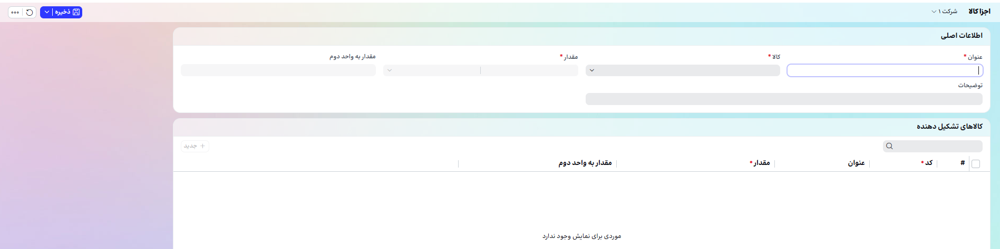 اجزا کالا شرکت ۱ ذخیره
اطلاعات اصلی
عنوان * کالا * مقدار * مقدار به واحد دوم
توضیحات
کالاهای تشکیل دهنده
+ جدید
# کد * عنوان مقدار * مقدار به واحد دوم
موردی برای نمایش وجود ندارد